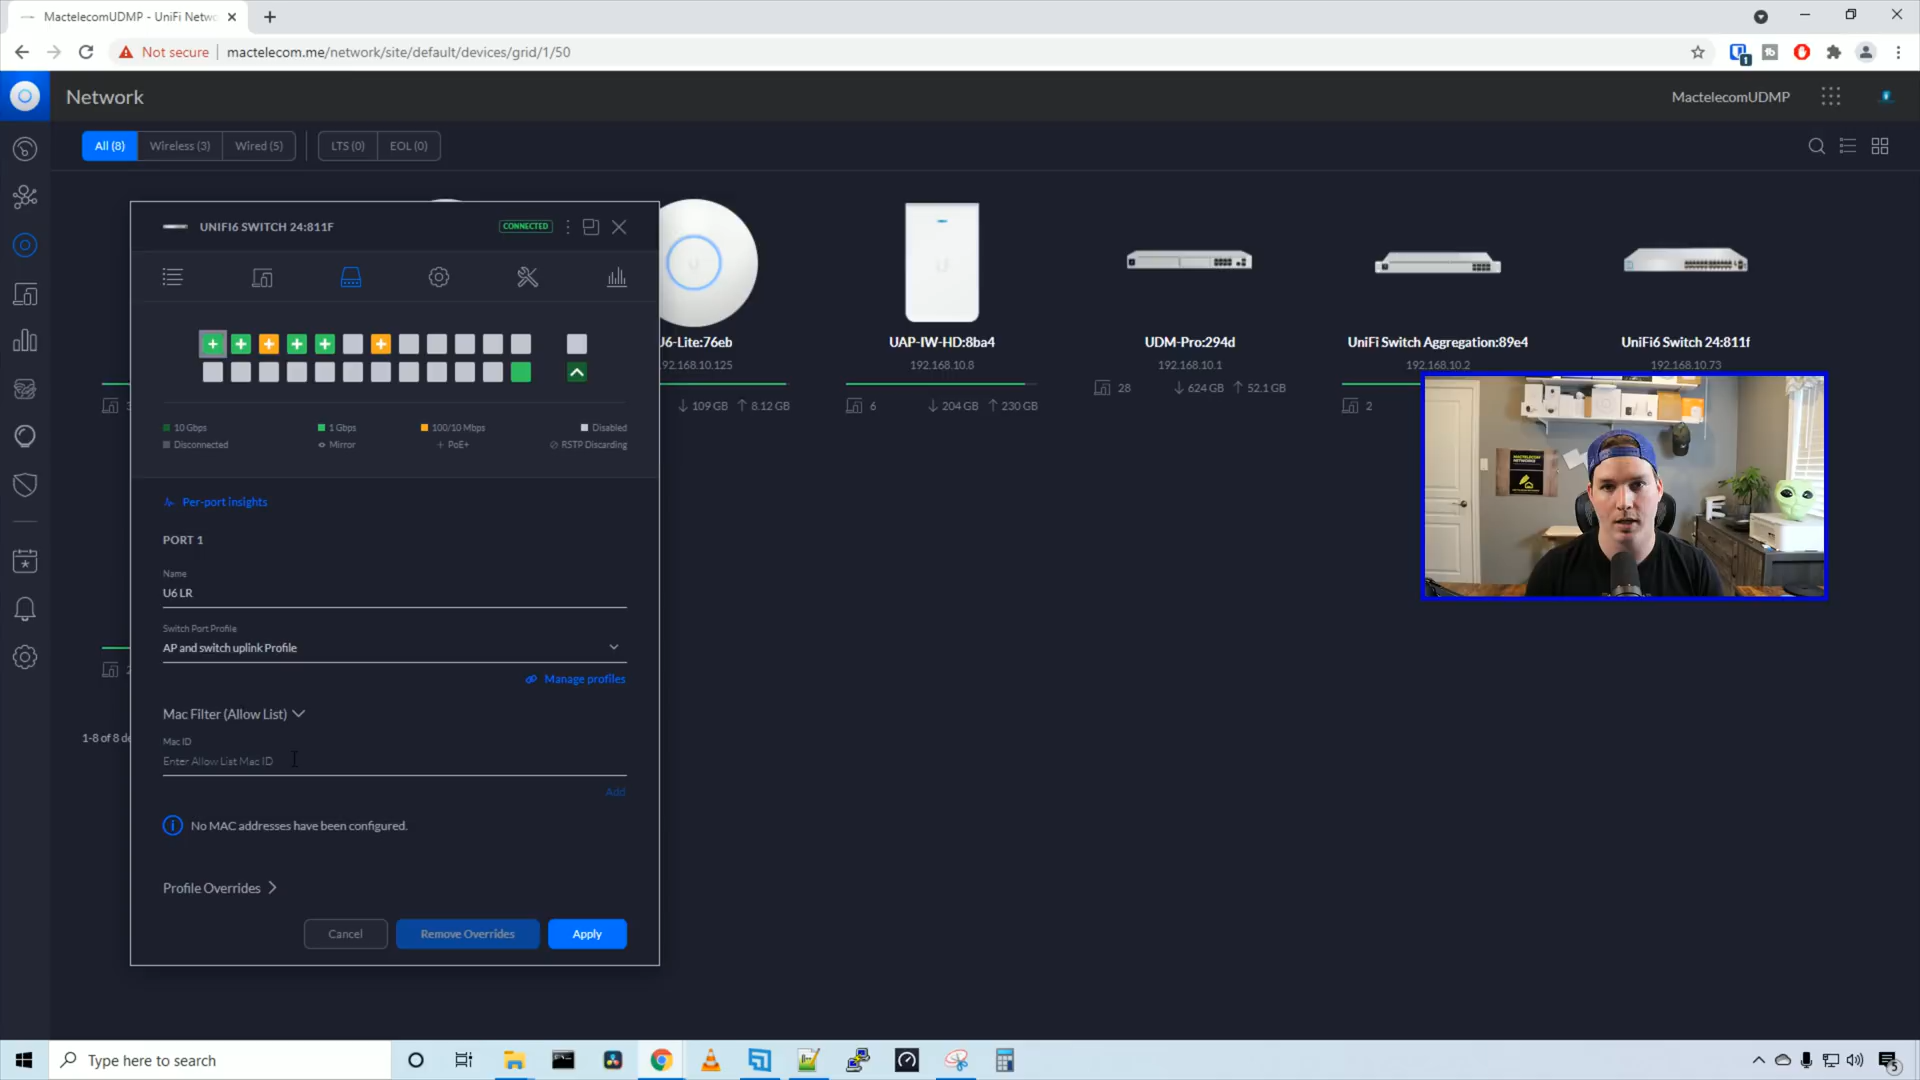 MactelecomUDMP - UniFi Netwo
Not secure
mactelecom.me/network/site/default/devices/grid/1/50
1
Network
MactelecomUDMP
All (8)
Wireless (3)
Wired (5)
LTS (0)
EOL (0)
UNIFI6 SWITCH 24:811F
CONNECTED
10 Gbps
1 Gbps
100/10 Mbps
Disabled
Disconnected
Mirror
PoE+
RSTP Discarding
Per-port insights
PORT 1
Name
U6 LR
Switch Port Profile
AP and switch uplink Profile
Manage profiles
Mac Filter (Allow List)
Mac ID
Enter Allow List Mac ID
Add
No MAC addresses have been configured.
Profile Overrides
Cancel
Remove Overrides
Apply
J6-Lite:76eb
92.168.10.125
109 GB
8.12 GB
UAP-IW-HD:8ba4
192.168.10.8
6
204 GB
230 GB
UDM-Pro:294d
192.168.10.1
28
624 GB
52.1 GB
UniFi Switch Aggregation:89e4
192.168.10.2
2
UniFi6 Switch 24:811f
192.168.10.73
MACTELECOM
NETWORKS
1-8 of 8 de
Type here to search
5